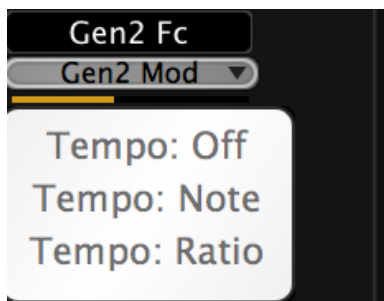 Gen2 Fc
Gen2 Mod
Tempo: Off
Tempo: Note
Tempo: Ratio